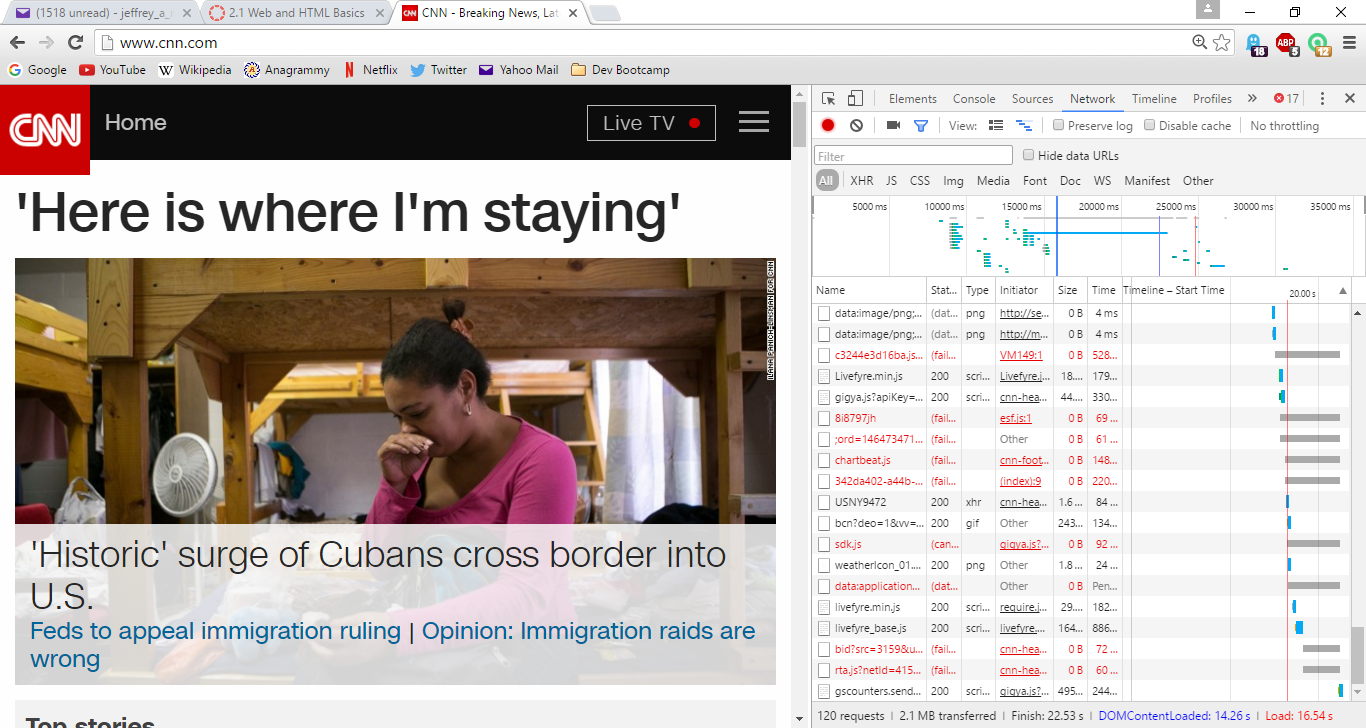 (1518 unread) - jeffrey_a_
2.1 Web and HTML Basics
CNN - Breaking News, Lat
www.cnn.com
18
ABP
5
12
Google
YouTube
W Wikipedia
Anagrammy
N Netflix
Twitter
Yahoo Mail
Dev Bootcamp
CNN
Home
Live TV
'Here is where I'm staying'
'Historic' surge of Cubans cross border into
U.S.
Feds to appeal immigration ruling | Opinion: Immigration raids are
wrong
Top stories
Elements Console Sources Network Timeline Profiles » 17
View: Preserve log Disable cache No throttling
Filter Hide data URLs
All XHR JS CSS Img Media Font Doc WS Manifest Other
5000 ms 10000 ms 15000 ms 20000 ms 25000 ms 30000 ms 35000 ms
Name Stat... Type Initiator Size Time Timeline – Start Time 20.00 s
data:image/png;... (dat... png http://se... 0 B 4 ms
data:image/png;... (dat... png http://m... 0 B 4 ms
c3244e3d16ba.js... (fail... VM149:1 0 B 528...
Livefyre.min.js 200 scri... Livefyre.j... 18.... 179...
gigya.js?apiKey=... 200 scri... cnn-hea... 44.... 330...
8i8797jh (fail... esf.js:1 0 B 69 ...
;ord=146473471... (fail... Other 0 B 61 ...
chartbeat.js (fail... cnn-foot... 0 B 148...
342da402-a44b-... (fail... (index):9 0 B 220...
USNY9472 200 xhr cnn-hea... 1.6 ... 84 ...
bcn?deo=1&vv=... 200 gif Other 243... 134...
sdk.js (can... gigya.js?... 0 B 92 ...
weatherIcon_01.... 200 png Other 1.8 ... 24 ...
data:application... (dat... Other 0 B Pen...
livefyre.min.js 200 scri... require.j... 29.... 182...
livefyre_base.js 200 scri... livefyre.... 164... 886...
bid?src=3159&u... (fail... cnn-hea... 0 B 72 ...
rta.js?netId=415... (fail... cnn-hea... 0 B 60 ...
gscounters.send... 200 scri... gigya.js?... 495... 244...
120 requests | 2.1 MB transferred | Finish: 22.53 s | DOMContentLoaded: 14.26 s | Load: 16.54 s